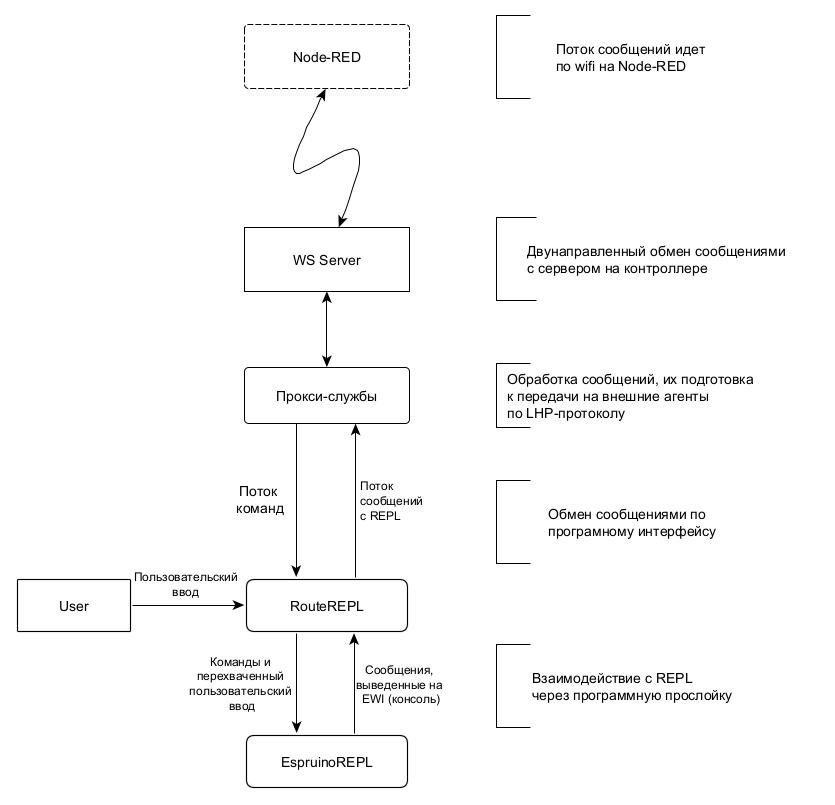 Node-RED
Поток сообщений идет
по wifi на Node-RED
WS Server
Двунаправленный обмен сообщениями
с сервером на контроллере
Прокси-службы
Обработка сообщений, их подготовка
к передачи на внешние агенты
по LHP-протоколу
Поток
команд
Поток
сообщений
с REPL
Обмен сообщениями по
програмному интерфейсу
User
Пользовательский
ввод
RouteREPL
Команды и
перехваченный
пользовательский
ввод
Сообщения,
выведенные на
EWI (консоль)
Взаимодействие с REPL
через программную прослойку
EspruinoREPL